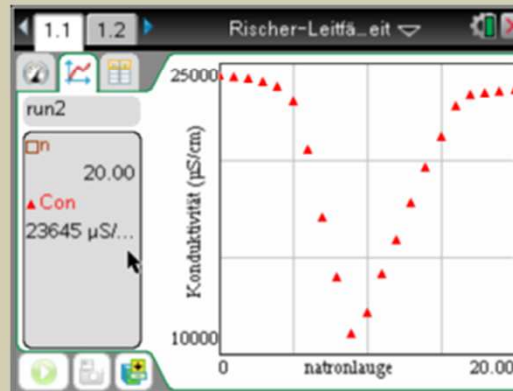 1.1 1.2 Rischer-Leitfä…eit
run2
n
20.00
Con
23645 µS/...
25000
Konduktivität (µS/cm)
10000
0 natronlauge 20.00